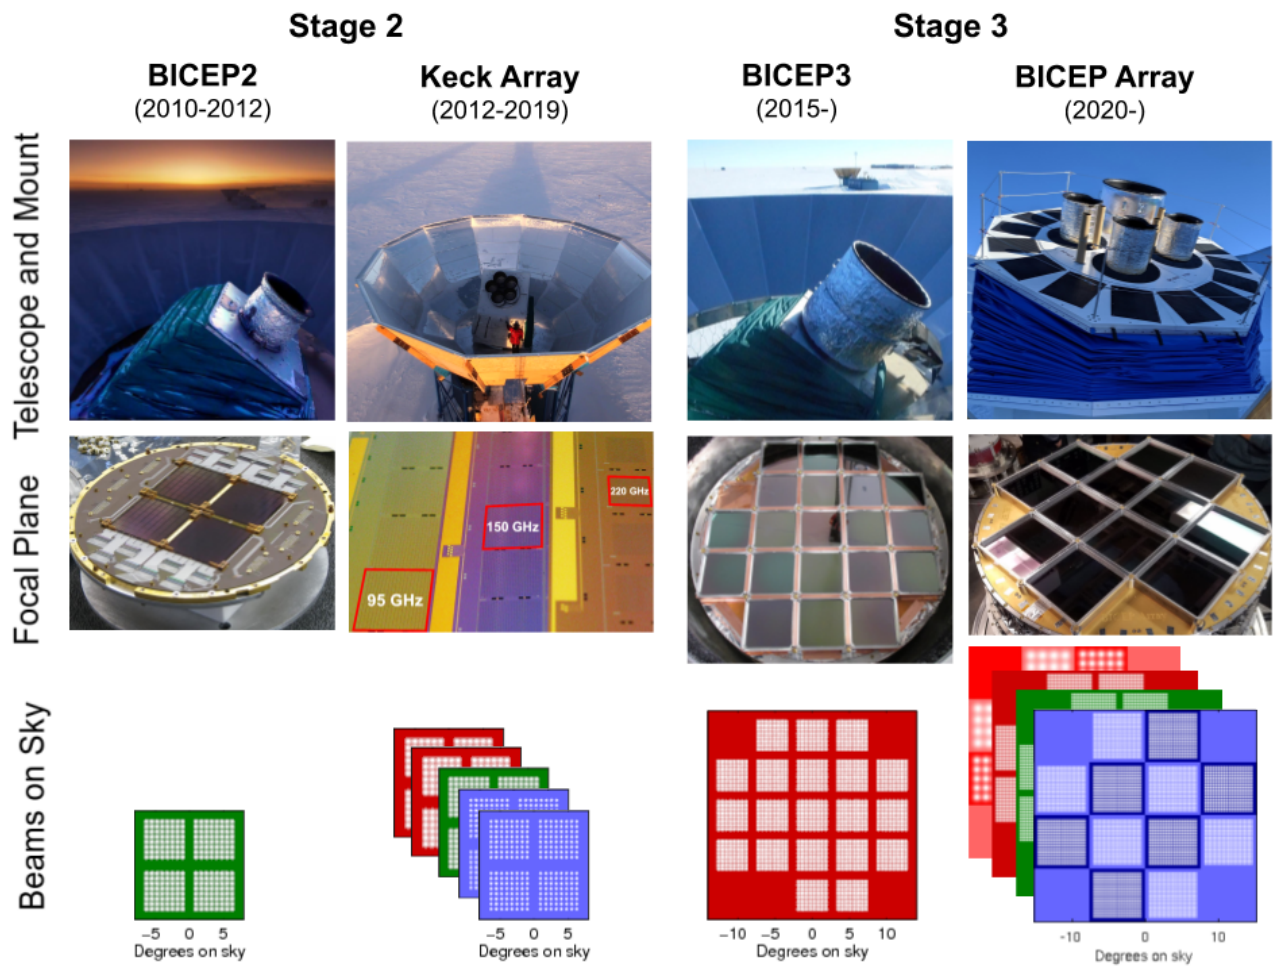 Stage 2
Stage 3
BICEP2
(2010-2012)
Keck Array
(2012-2019)
BICEP3
(2015-)
BICEP Array
(2020-)
Telescope and Mount
Focal Plane
95 GHz
150 GHz
220 GHz
Beams on Sky
−5 0 5
Degrees on sky
−5 0 5
Degrees on sky
−10 −5 0 5 10
Degrees on sky
-10 0 10
Degrees on sky